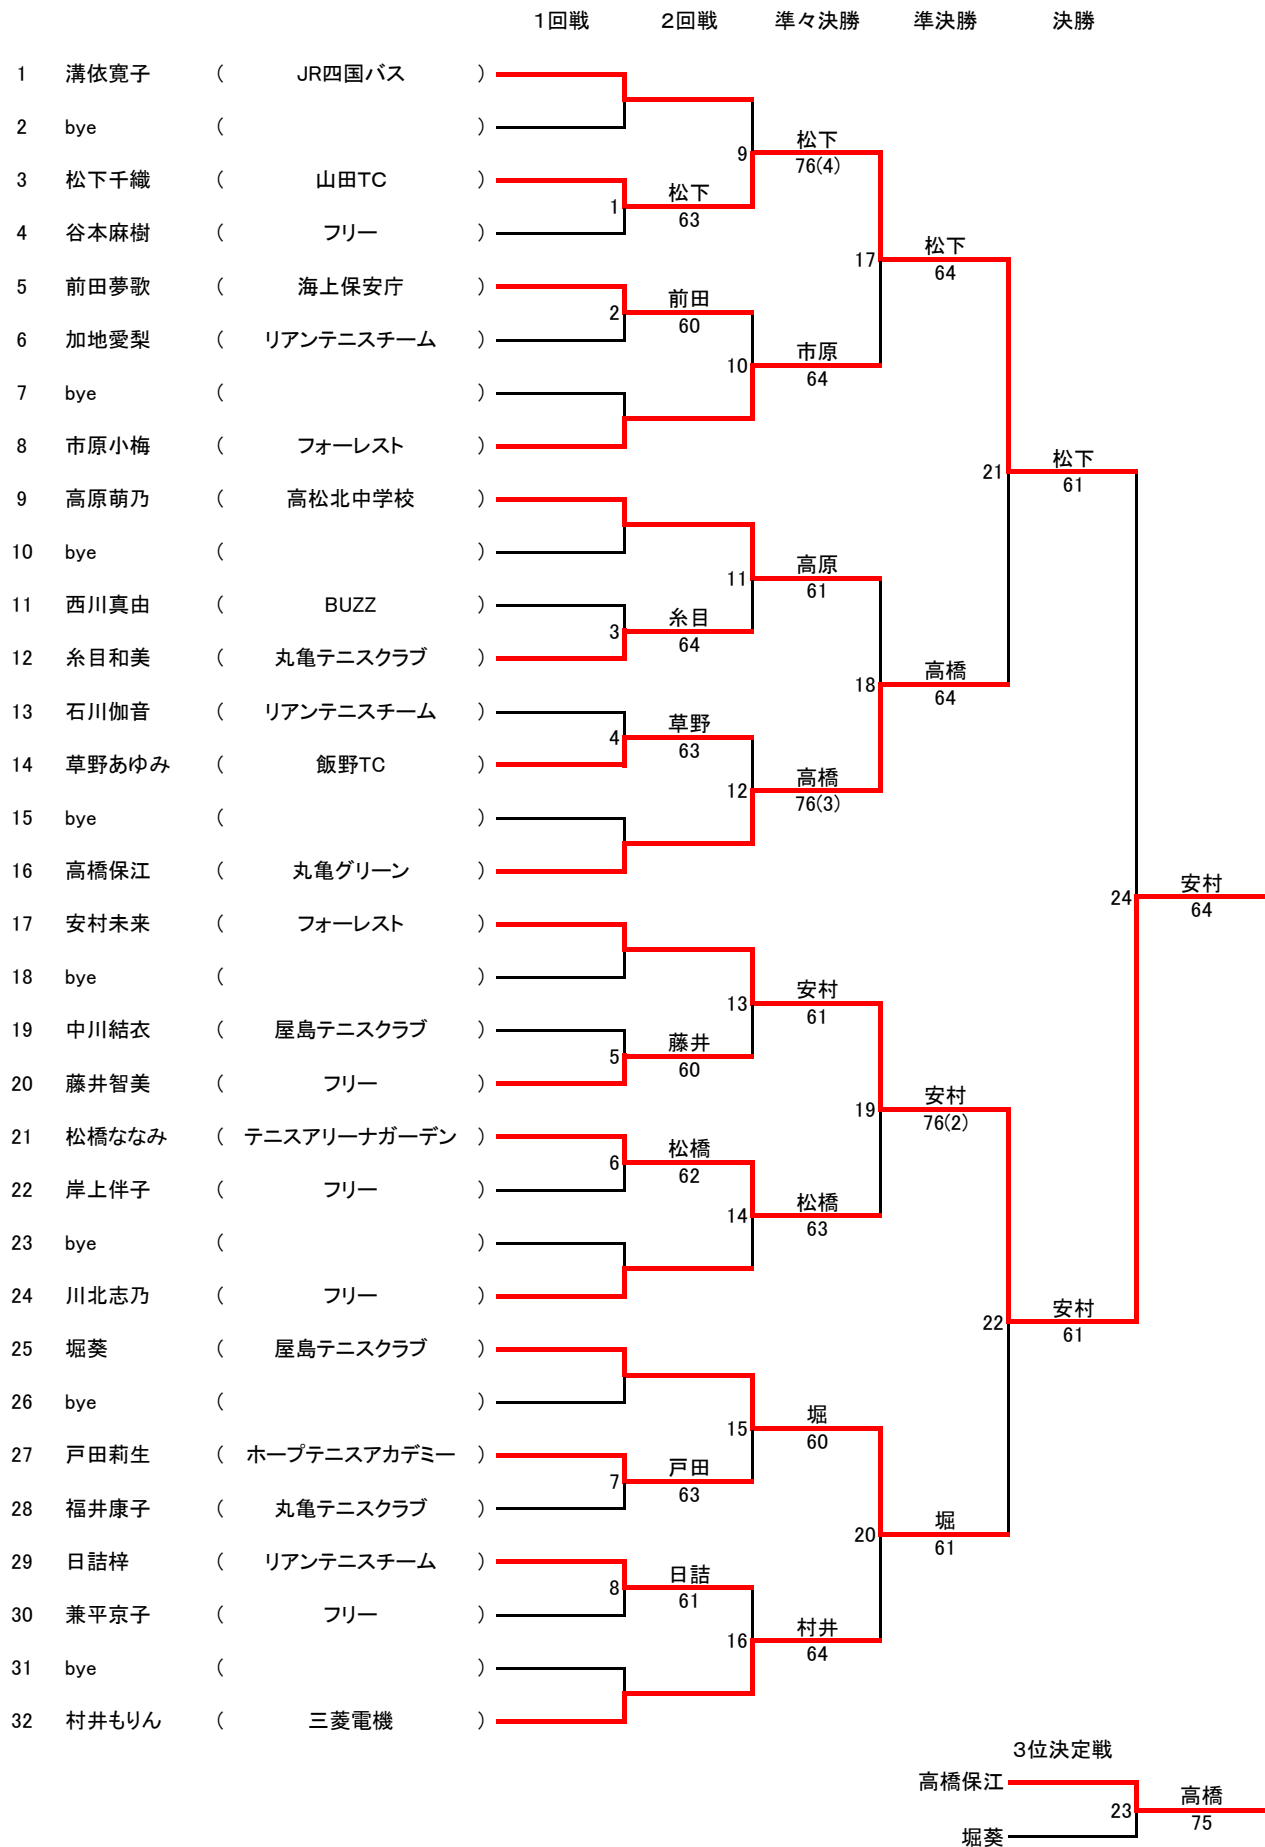 1回戦 2回戦 準々決勝 準決勝 決勝
1 溝依寛子 ( JR四国バス )
2 bye ( )
9 松下
76(4)
3 松下千織 ( 山田TC )
1 松下
63
4 谷本麻樹 ( フリー )
17 松下
64
5 前田夢歌 ( 海上保安庁 )
2 前田
60
6 加地愛梨 ( リアンテニスチーム )
10 市原
64
7 bye ( )
8 市原小梅 ( フォーレスト )
21 松下
61
9 高原萌乃 ( 高松北中学校 )
10 bye ( )
11 高原
61
11 西川真由 ( BUZZ )
3 糸目
64
12 糸目和美 ( 丸亀テニスクラブ )
18 高橋
64
13 石川伽音 ( リアンテニスチーム )
4 草野
63
14 草野あゆみ ( 飯野TC )
12 高橋
76(3)
15 bye ( )
16 高橋保江 ( 丸亀グリーン )
24 安村
64
17 安村未来 ( フォーレスト )
18 bye ( )
13 安村
61
19 中川結衣 ( 屋島テニスクラブ )
5 藤井
60
20 藤井智美 ( フリー )
19 安村
76(2)
21 松橋ななみ ( テニスアリーナガーデン )
6 松橋
62
22 岸上伴子 ( フリー )
14 松橋
63
23 bye ( )
24 川北志乃 ( フリー )
22 安村
61
25 堀葵 ( 屋島テニスクラブ )
26 bye ( )
15 堀
60
27 戸田莉生 ( ホープテニスアカデミー )
7 戸田
63
28 福井康子 ( 丸亀テニスクラブ )
20 堀
61
29 日詰梓 ( リアンテニスチーム )
8 日詰
61
30 兼平京子 ( フリー )
16 村井
64
31 bye ( )
32 村井もりん ( 三菱電機 )
3位決定戦
高橋保江
23 高橋
75
堀葵